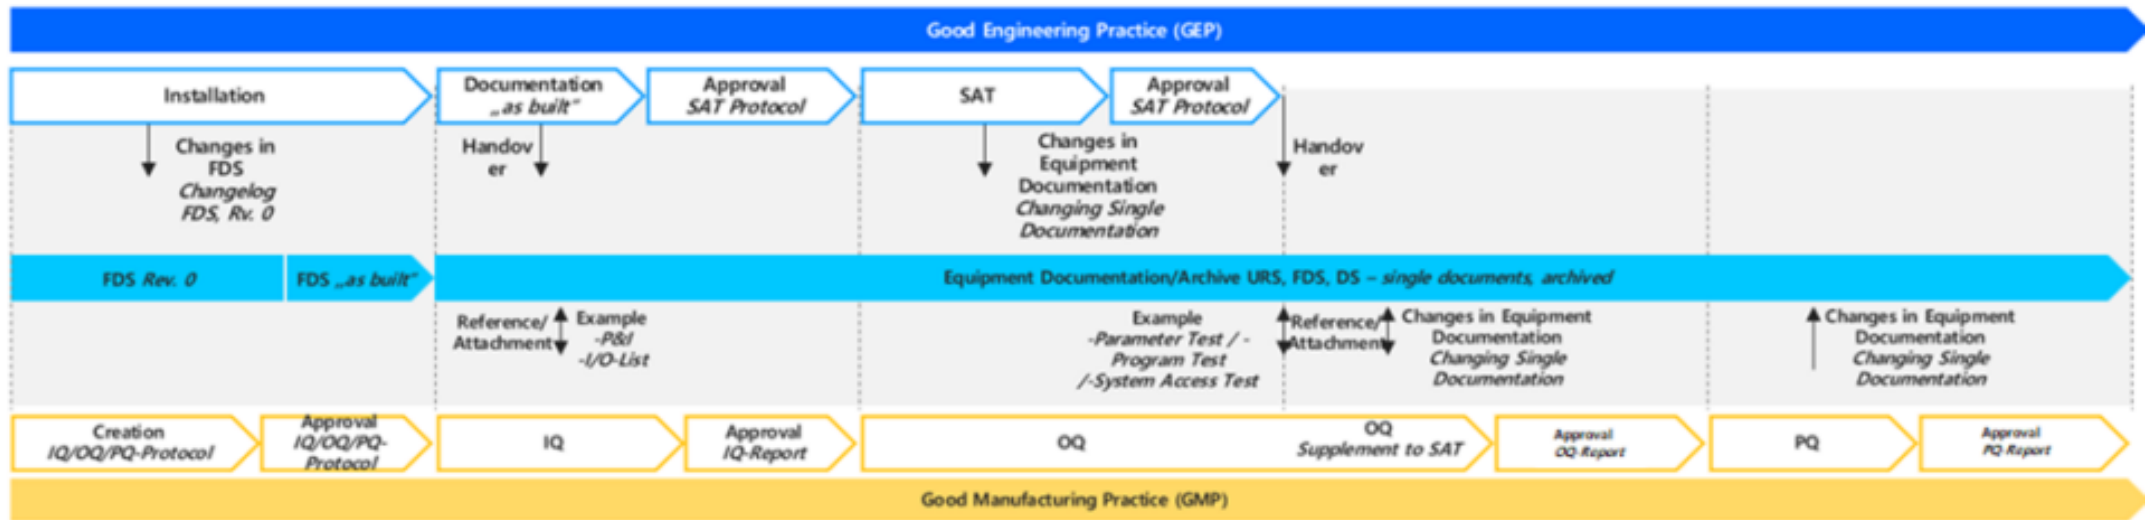 Good Engineering Practice (GEP)
Installation
Documentation
„as built“
Approval
SAT Protocol
SAT
Approval
SAT Protocol
Changes in
FDS
Changelog
FDS, Rv. 0
Handov
er
Changes in
Equipment
Documentation
Changing Single
Documentation
Handov
er
FDS Rev. 0
FDS „as built“
Equipment Documentation/Archive URS, FDS, DS – single documents, archived
Reference/
Attachment
Example
-P&I
-I/O-List
Example
-Parameter Test / -
Program Test
/-System Access Test
Reference/
Attachment
Changes in Equipment
Documentation
Changing Single
Documentation
Changes in Equipment
Documentation
Changing Single
Documentation
Creation
IQ/OQ/PQ-Protocol
Approval
IQ/OQ/PQ-
Protocol
IQ
Approval
IQ-Report
OQ
OQ
Supplement to SAT
Approval
OQ-Report
PQ
Approval
PQ-Report
Good Manufacturing Practice (GMP)